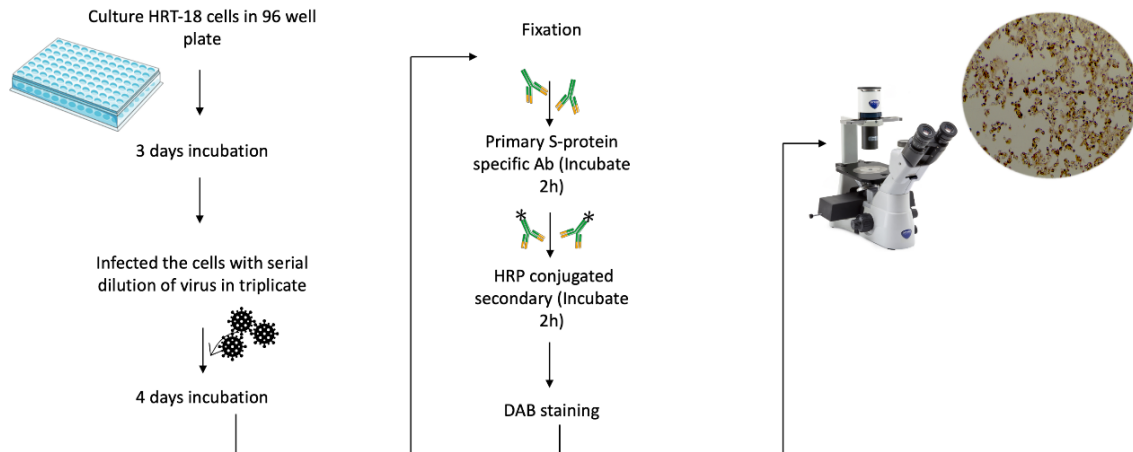 Culture HRT-18 cells in 96 well
plate
3 days incubation
Infected the cells with serial
dilution of virus in triplicate
4 days incubation
Fixation
Primary S-protein
specific Ab (Incubate
2h)
*
*
HRP conjugated
secondary (Incubate
2h)
DAB staining